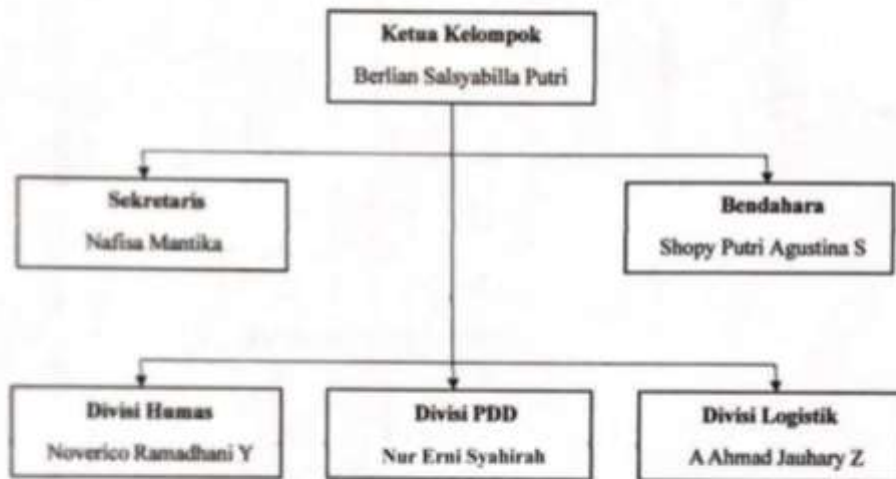 Ketua Kelompok
Berlian Salsyabilla Putri
Sekretaris
Nafisa Mantika
Bendahara
Shopy Putri Agustina S
Divisi Humas
Noverico Ramadhani Y
Divisi PDD
Nur Erni Syahirah
Divisi Logistik
A Ahmad Jauhary Z